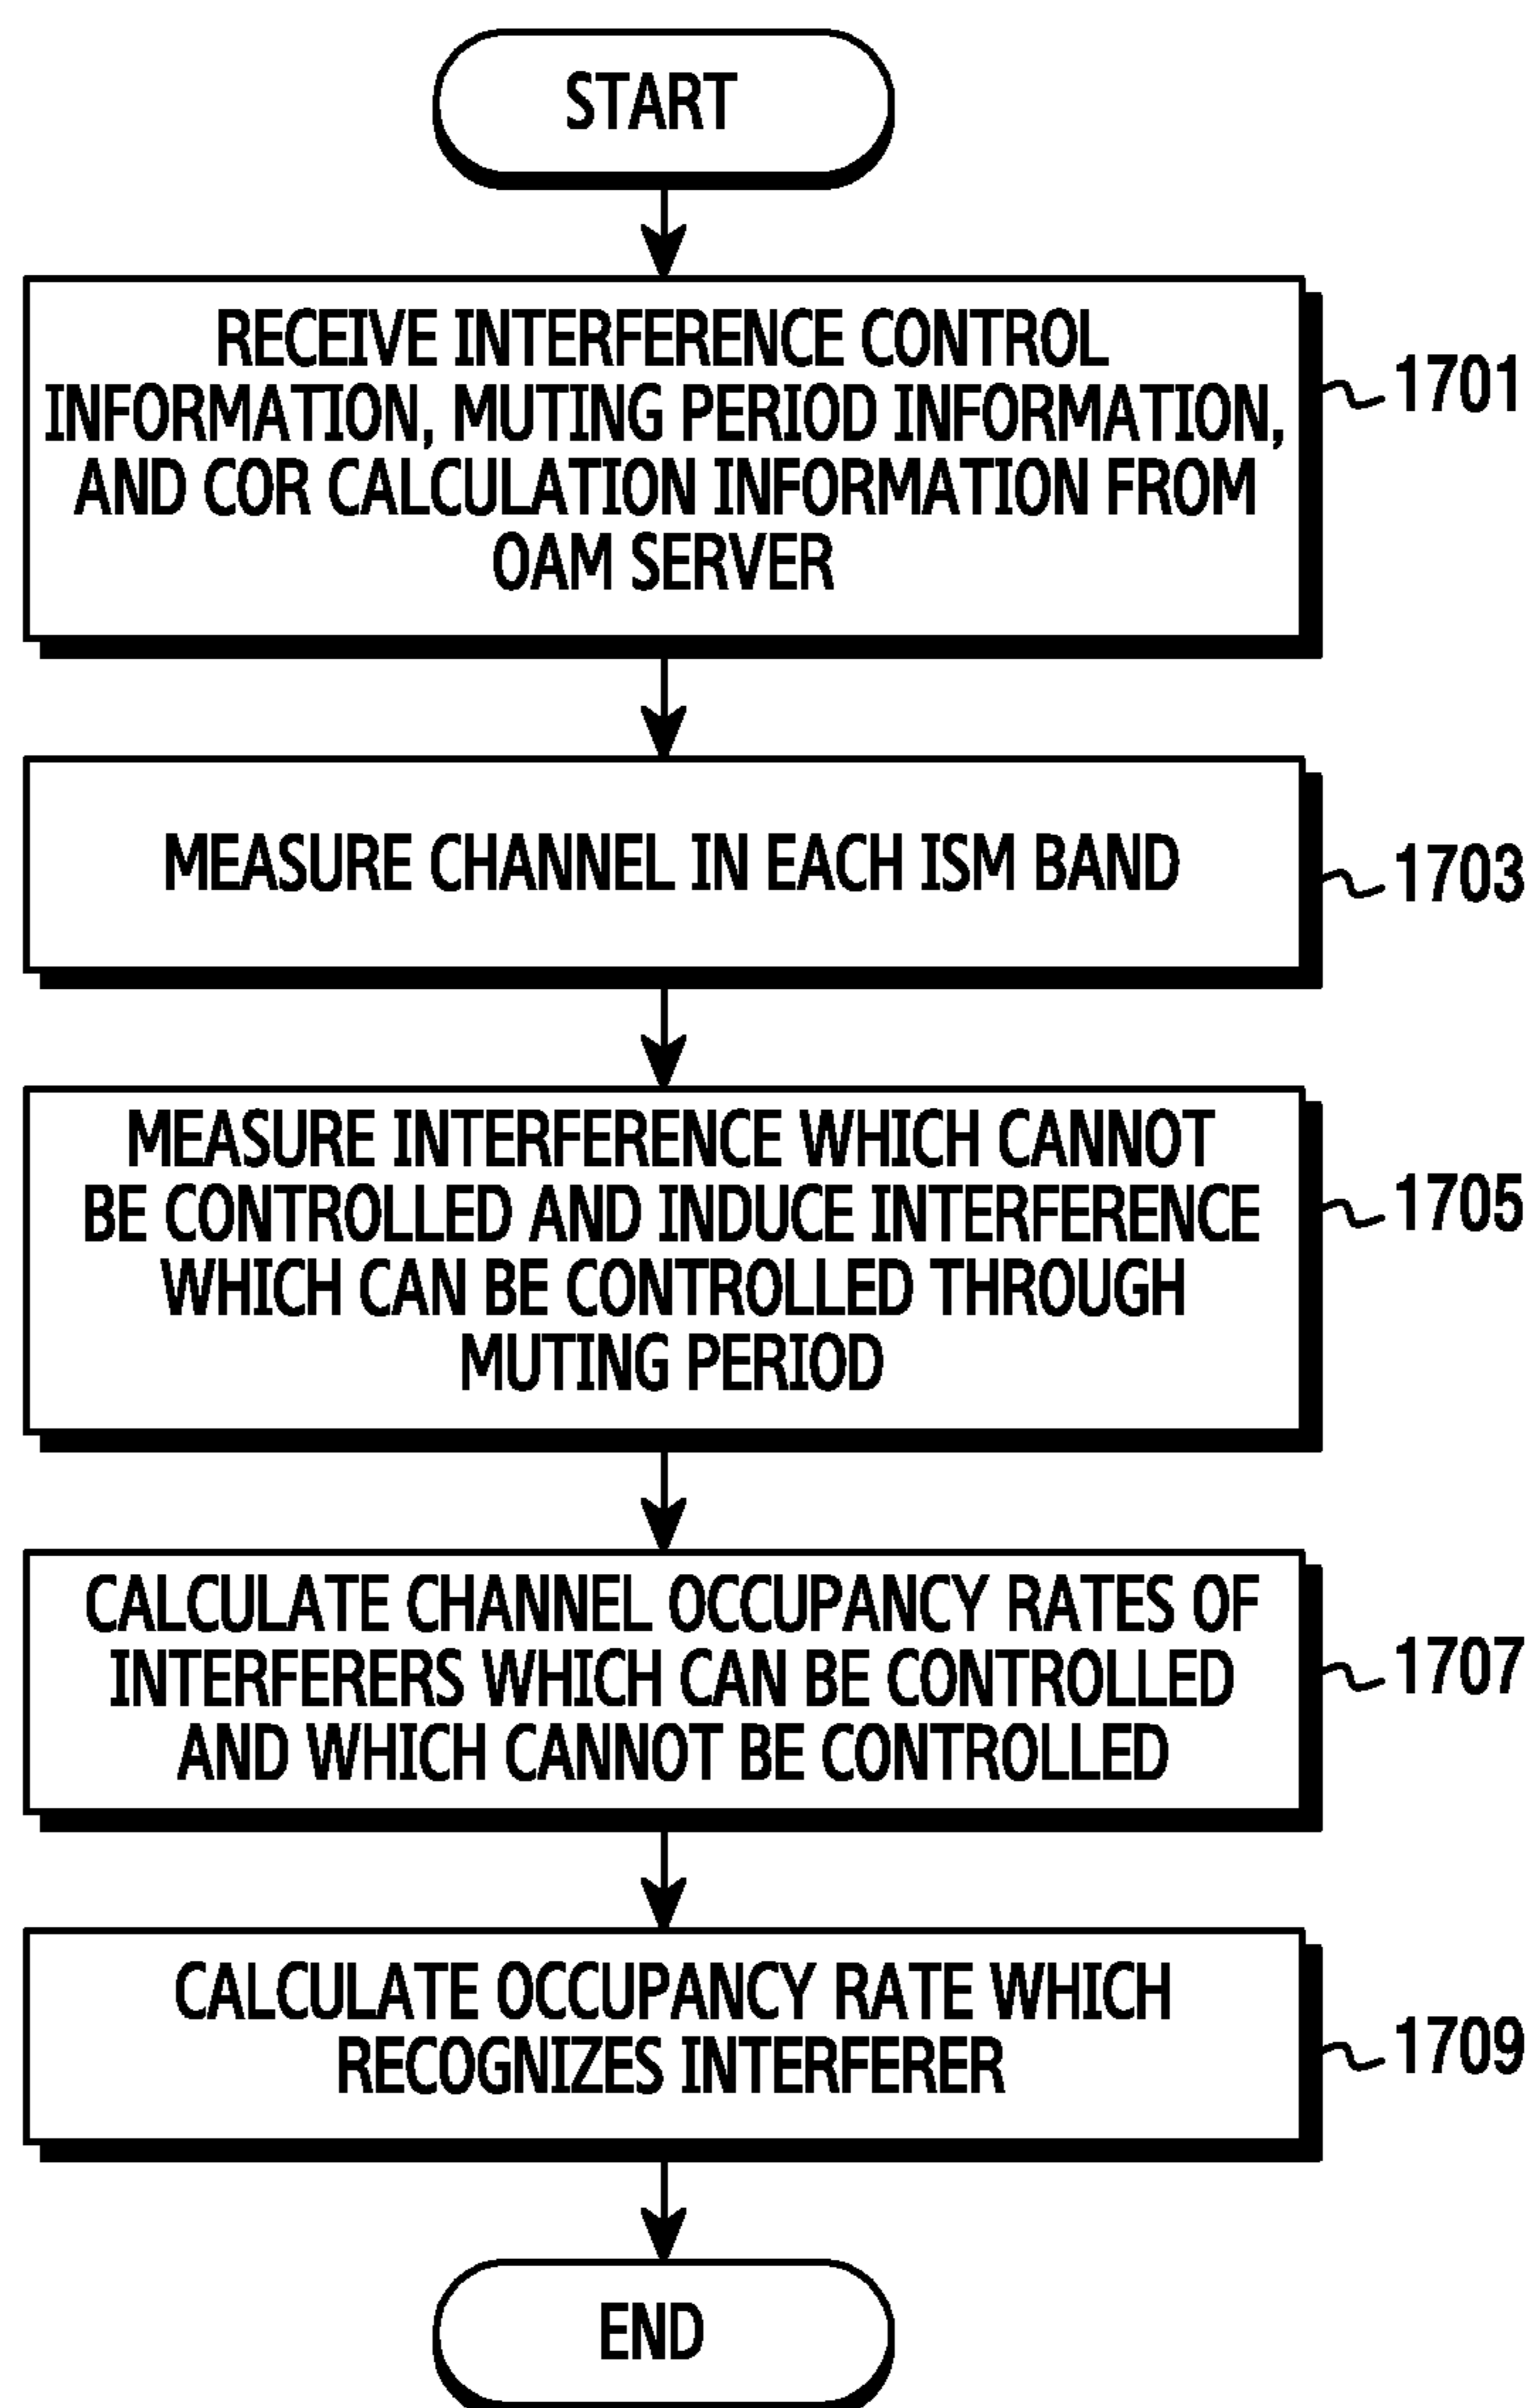 START
RECEIVE INTERFERENCE CONTROL
INFORMATION, MUTING PERIOD INFORMATION,
AND COR CALCULATION INFORMATION FROM
OAM SERVER
1701
MEASURE CHANNEL IN EACH ISM BAND
1703
MEASURE INTERFERENCE WHICH CANNOT
BE CONTROLLED AND INDUCE INTERFERENCE
WHICH CAN BE CONTROLLED THROUGH
MUTING PERIOD
1705
CALCULATE CHANNEL OCCUPANCY RATES OF
INTERFERERS WHICH CAN BE CONTROLLED
AND WHICH CANNOT BE CONTROLLED
1707
CALCULATE OCCUPANCY RATE WHICH
RECOGNIZES INTERFERER
1709
END